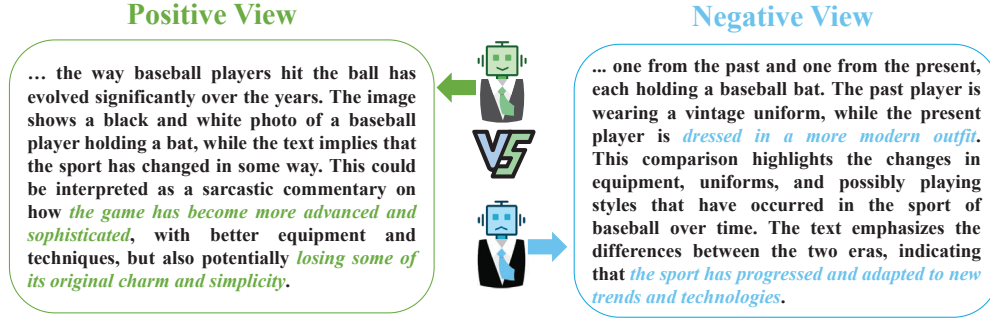 Positive View
… the way baseball players hit the ball has
evolved significantly over the years. The image
shows a black and white photo of a baseball
player holding a bat, while the text implies that
the sport has changed in some way. This could
be interpreted as a sarcastic commentary on
how the game has become more advanced and
sophisticated, with better equipment and
techniques, but also potentially losing some of
its original charm and simplicity.
VS
Negative View
... one from the past and one from the present,
each holding a baseball bat. The past player is
wearing a vintage uniform, while the present
player is dressed in a more modern outfit.
This comparison highlights the changes in
equipment, uniforms, and possibly playing
styles that have occurred in the sport of
baseball over time. The text emphasizes the
differences between the two eras, indicating
that the sport has progressed and adapted to new
trends and technologies.